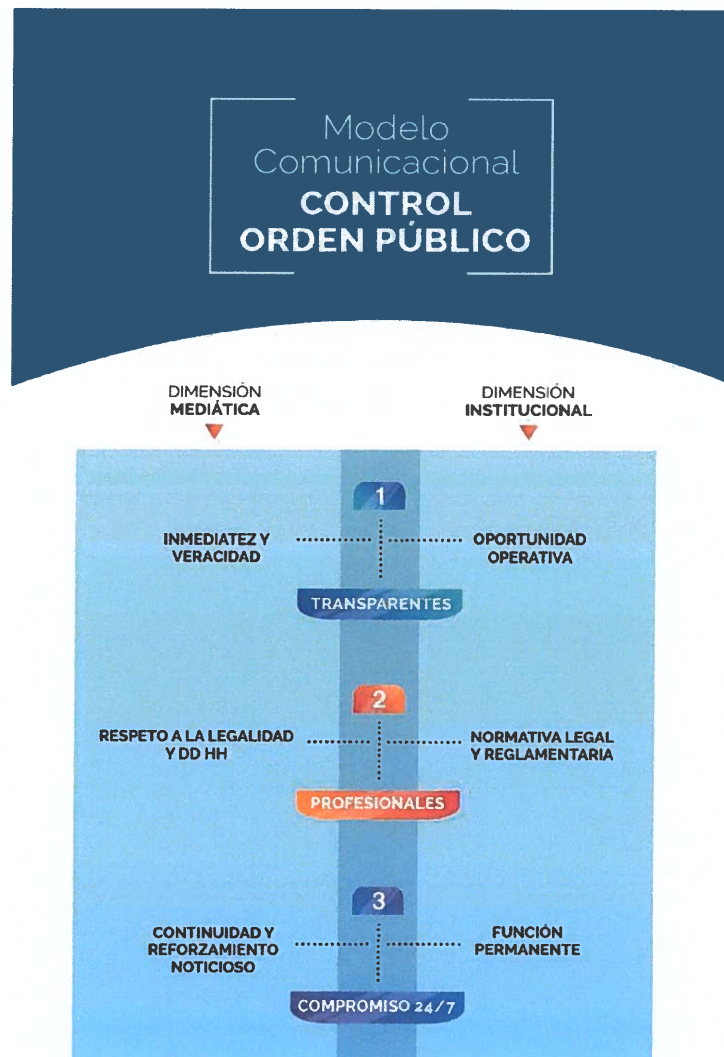 Modelo
Comunicacional
CONTROL
ORDEN PÚBLICO
DIMENSIÓN
MEDIÁTICA
DIMENSIÓN
INSTITUCIONAL
1
INMEDIATEZ Y
VERACIDAD
OPORTUNIDAD
OPERATIVA
TRANSPARENTES
2
RESPETO A LA LEGALIDAD
Y DD HH
NORMATIVA LEGAL
Y REGLAMENTARIA
PROFESIONALES
3
CONTINUIDAD Y
REFORZAMIENTO
NOTICIOSO
FUNCIÓN
PERMANENTE
COMPROMISO 24/7